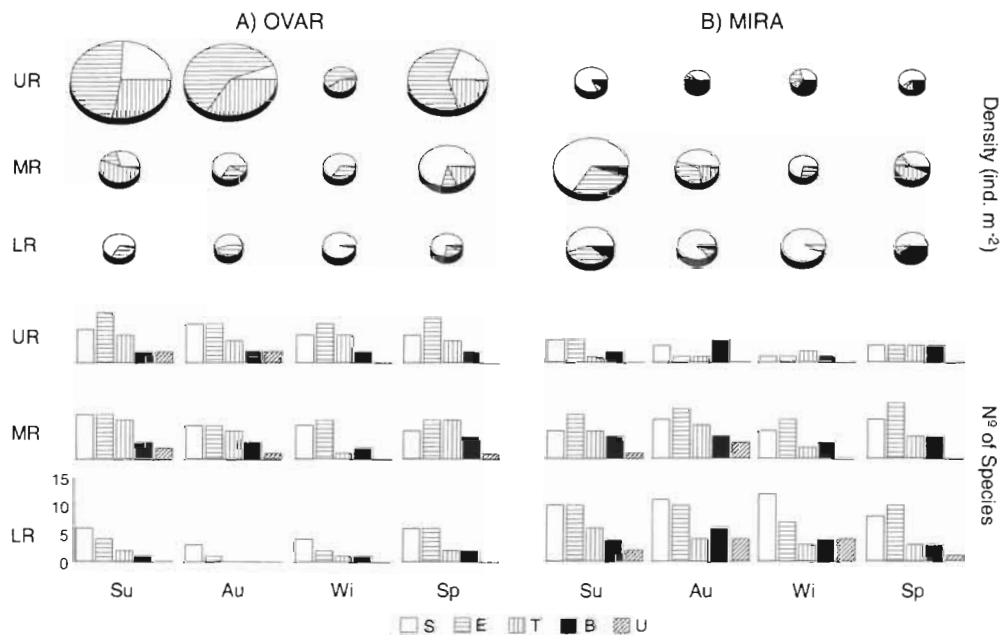 A) OVAR
B) MIRA
UR
MR
LR
Density (ind. m⁻²)
UR
MR
LR
15
10
5
0
Nº of Species
Su Au Wi Sp Su Au Wi Sp
S E T B U